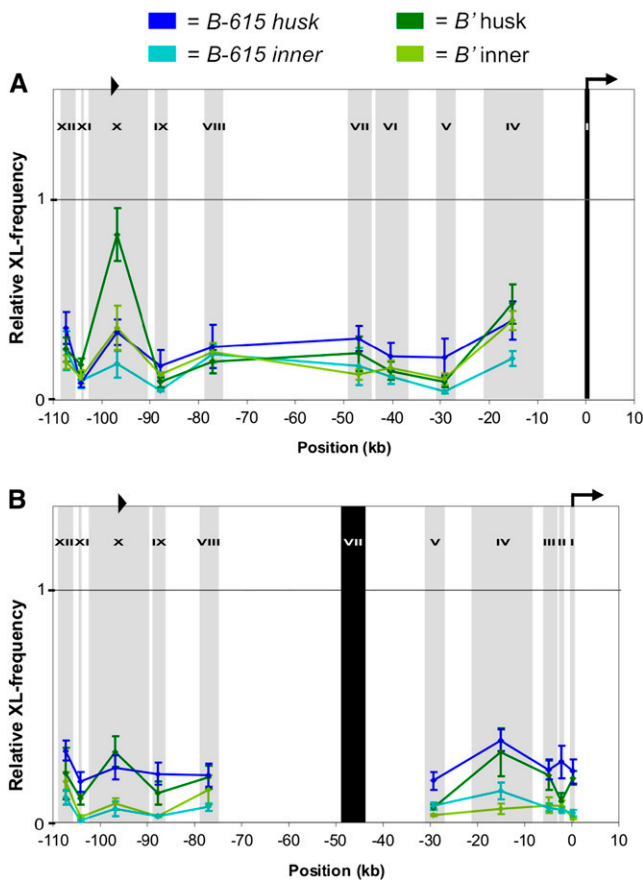 = B-615 husk = B’ husk
= B-615 inner = B’ inner
A
XII XI X IX VIII VII VI V IV I
Relative XL-frequency
1
0
-110 -100 -90 -80 -70 -60 -50 -40 -30 -20 -10 0 10
Position (kb)
B
XII XI X IX VIII VII V IV III II I
Relative XL-frequency
1
0
-110 -100 -90 -80 -70 -60 -50 -40 -30 -20 -10 0 10
Position (kb)